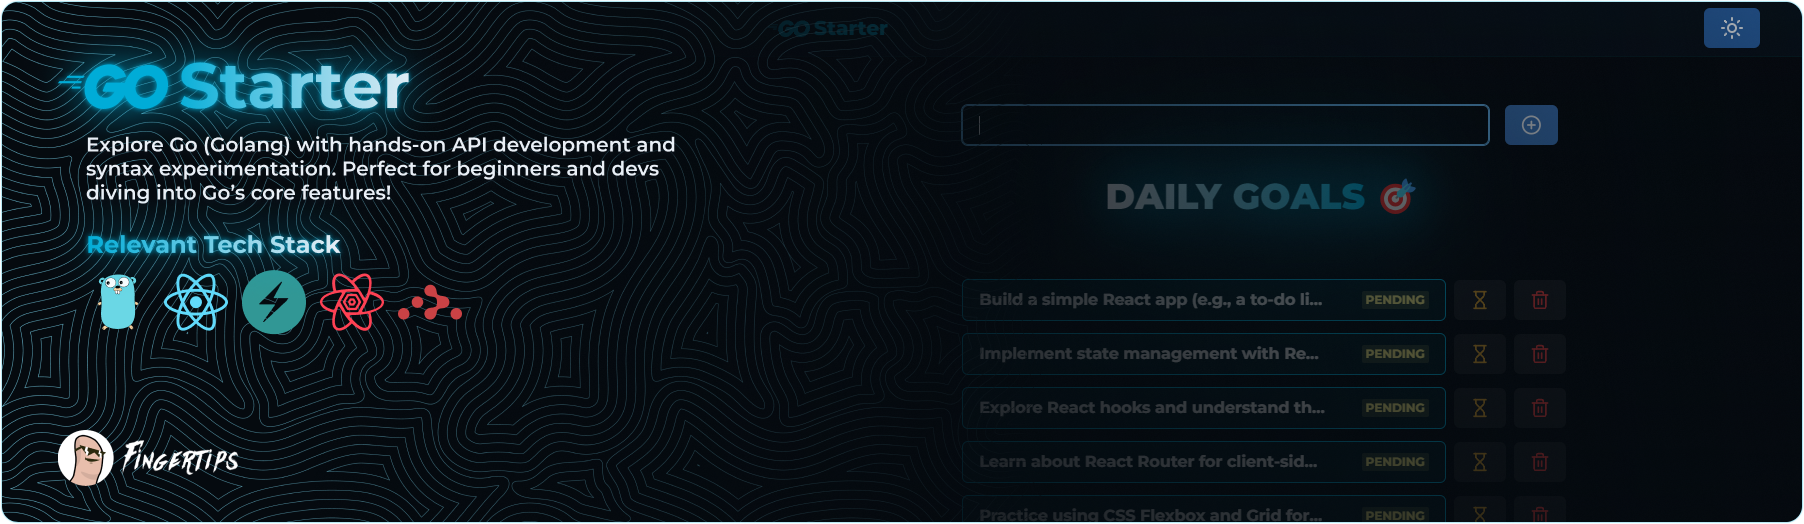 GO Starter
Explore Go (Golang) with hands-on API development and
syntax experimentation. Perfect for beginners and devs
diving into Go’s core features!
Relevant Tech Stack
FINGERTIPS
GO Starter
DAILY GOALS
Build a simple React app (e.g., a to-do li... PENDING
Implement state management with Re... PENDING
Explore React hooks and understand th... PENDING
Learn about React Router for client-sid... PENDING
Practice using CSS Flexbox and Grid for... PENDING